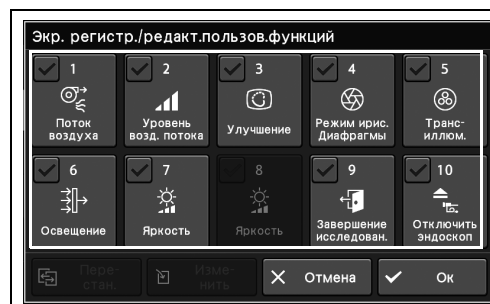 Экр. регистр./редакт.пользов.функций
1
Поток
воздуха
2
Уровень
возд. потока
3
Улучшение
4
Режим ирис.
Диафрагмы
5
Транс-
иллюм.
6
Освещение
7
Яркость
8
Яркость
9
Завершение
исследован.
10
Отключить
эндоскоп
Пере-
стан.
Изме-
нить
Отмена
Ок